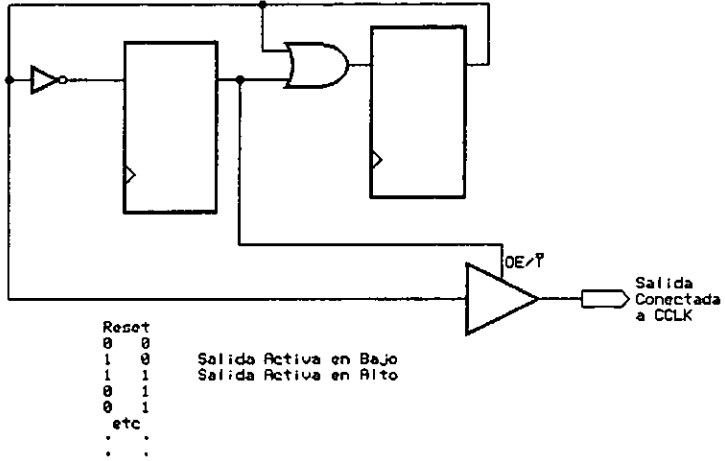 OE/T̅
Salida
Conectada
a CCLK
Reset
0 0
1 0 Salida Activa en Bajo
1 1 Salida Activa en Alto
0 1
0 1
etc
. .
. .